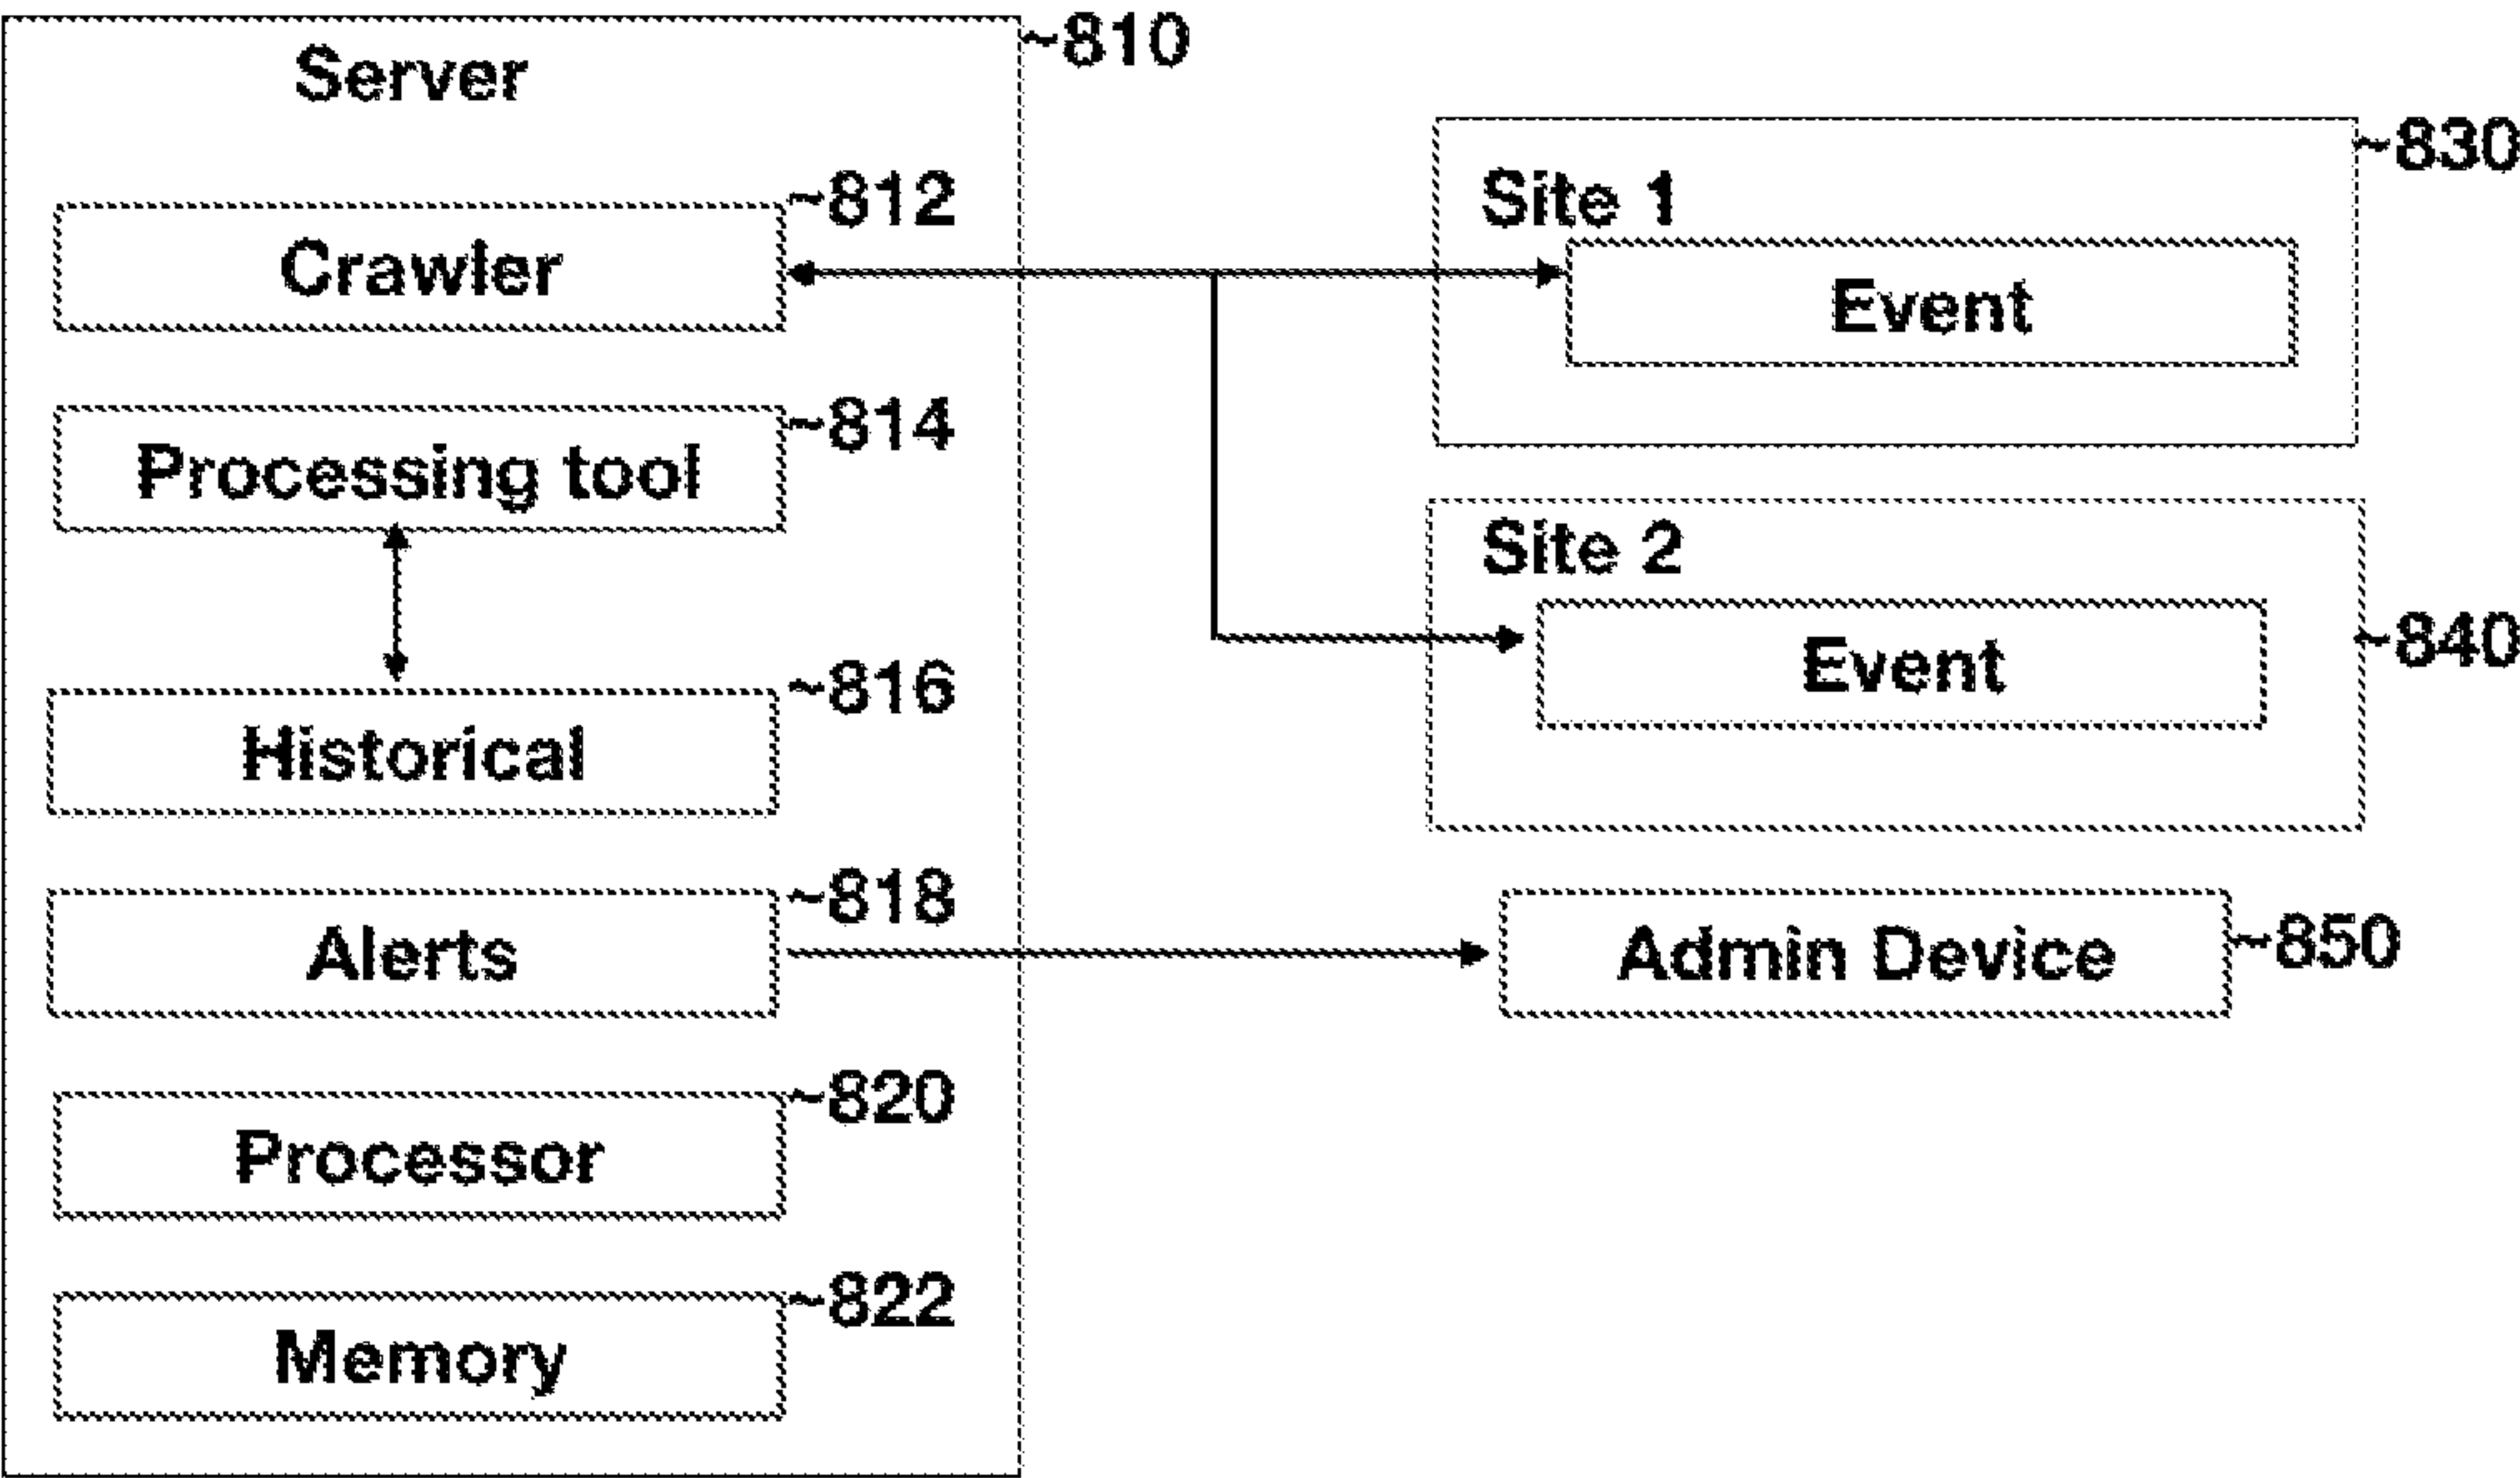 Server
~810
Crawler
~812
Processing tool
~814
Historical
~816
Alerts
~818
Processor
~820
Memory
~822
Site 1
~830
Event
Site 2
Event
~840
Admin Device
~850